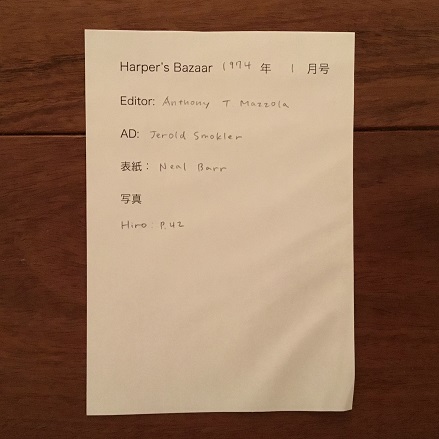 Harper's Bazaar 1974 年 1 月号
Editor: Anthony T Mazzola
AD: Jerold Smokler
表紙： Neal Barr
写真
Hiro: P.42